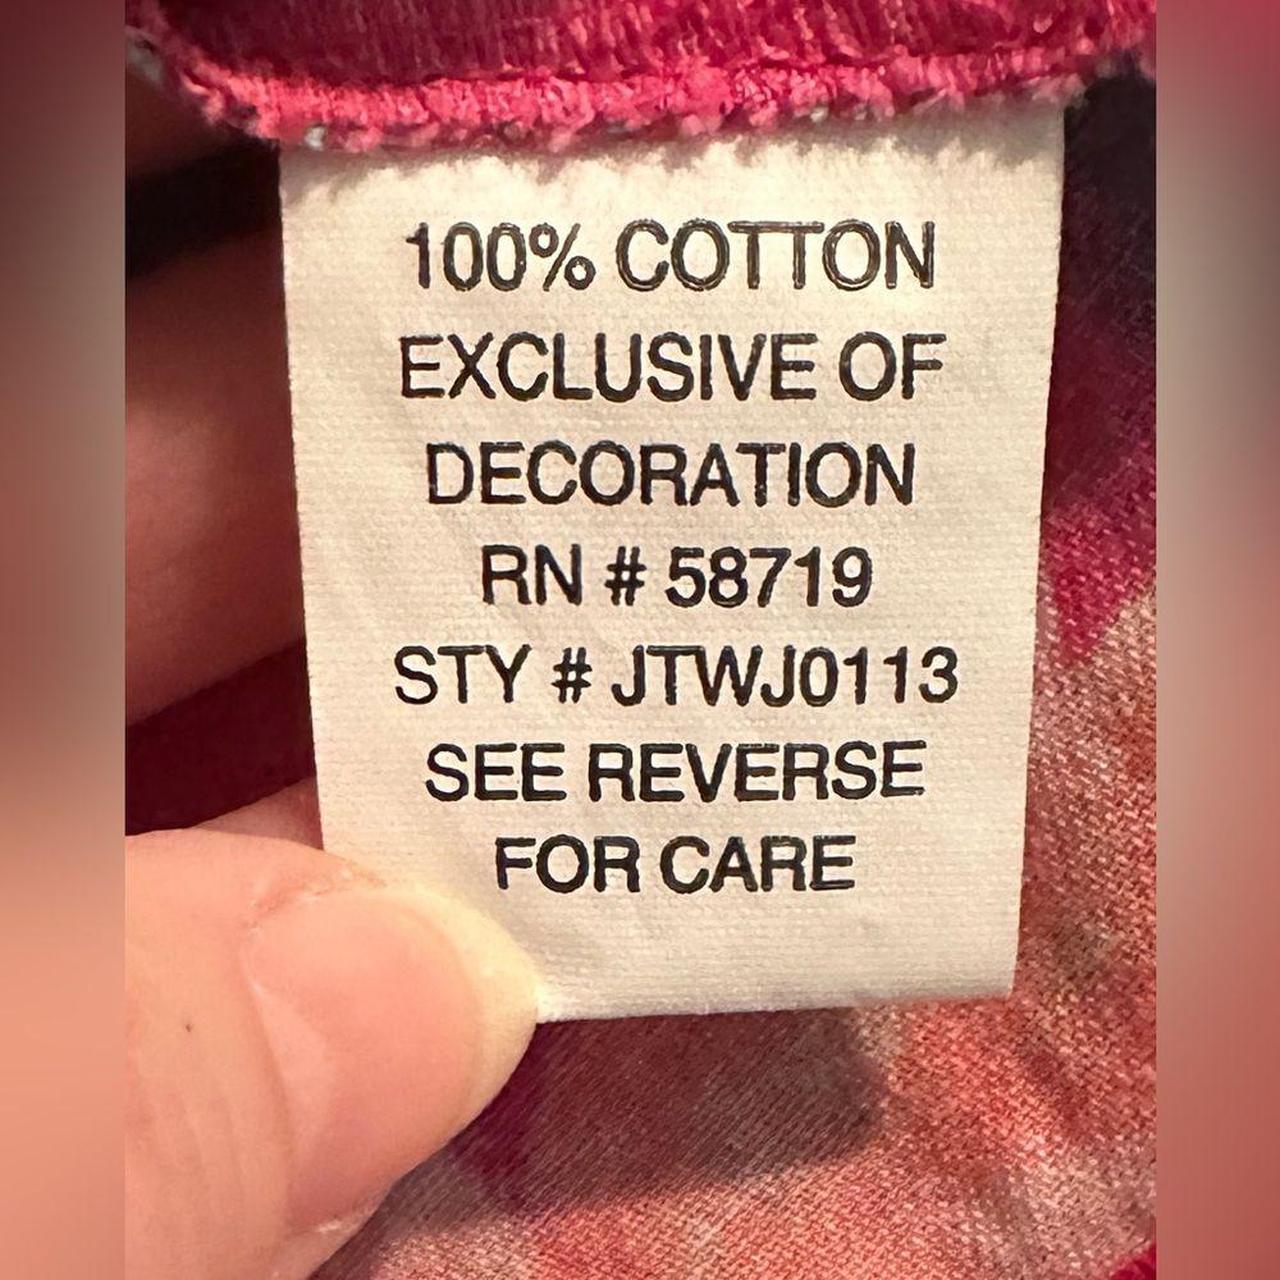 100% COTTON
EXCLUSIVE OF
DECORATION
RN # 58719
STY # JTWJ0113
SEE REVERSE
FOR CARE